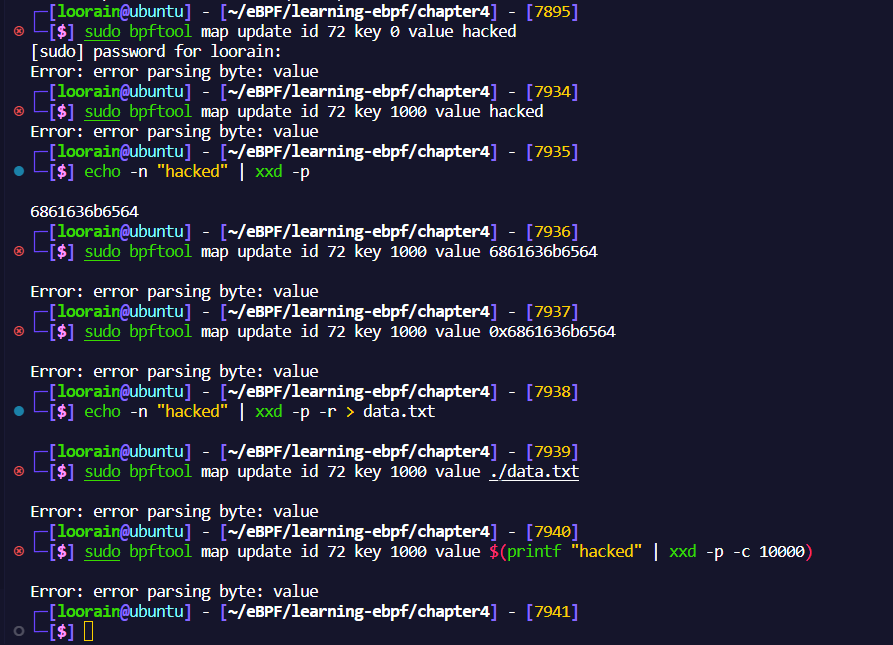 ┌─[loorain@ubuntu] - [~/eBPF/learning-ebpf/chapter4] - [7895]
└─[$] sudo bpftool map update id 72 key 0 value hacked
[sudo] password for loorain:
Error: error parsing byte: value
┌─[loorain@ubuntu] - [~/eBPF/learning-ebpf/chapter4] - [7934]
└─[$] sudo bpftool map update id 72 key 1000 value hacked
Error: error parsing byte: value
┌─[loorain@ubuntu] - [~/eBPF/learning-ebpf/chapter4] - [7935]
└─[$] echo -n "hacked" | xxd -p
6861636b6564
┌─[loorain@ubuntu] - [~/eBPF/learning-ebpf/chapter4] - [7936]
└─[$] sudo bpftool map update id 72 key 1000 value 6861636b6564
Error: error parsing byte: value
┌─[loorain@ubuntu] - [~/eBPF/learning-ebpf/chapter4] - [7937]
└─[$] sudo bpftool map update id 72 key 1000 value 0x6861636b6564
Error: error parsing byte: value
┌─[loorain@ubuntu] - [~/eBPF/learning-ebpf/chapter4] - [7938]
└─[$] echo -n "hacked" | xxd -p -r > data.txt
┌─[loorain@ubuntu] - [~/eBPF/learning-ebpf/chapter4] - [7939]
└─[$] sudo bpftool map update id 72 key 1000 value ./data.txt
Error: error parsing byte: value
┌─[loorain@ubuntu] - [~/eBPF/learning-ebpf/chapter4] - [7940]
└─[$] sudo bpftool map update id 72 key 1000 value $(printf "hacked" | xxd -p -c 10000)
Error: error parsing byte: value
┌─[loorain@ubuntu] - [~/eBPF/learning-ebpf/chapter4] - [7941]
└─[$]